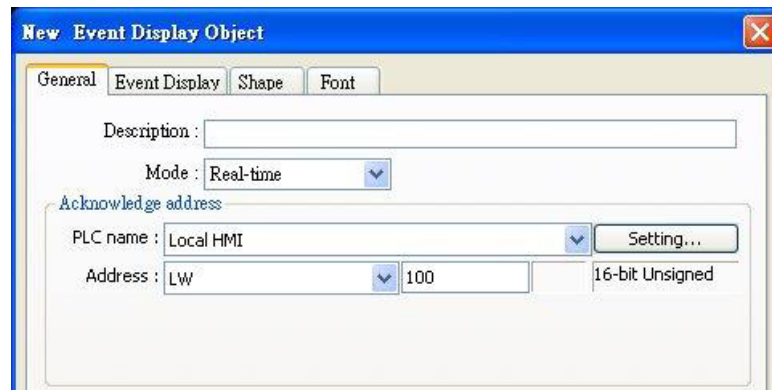 New Event Display Object
General Event Display Shape Font
Description :
Mode : Real-time
Acknowledge address
PLC name : Local HMI Setting...
Address : LW 100 16-bit Unsigned